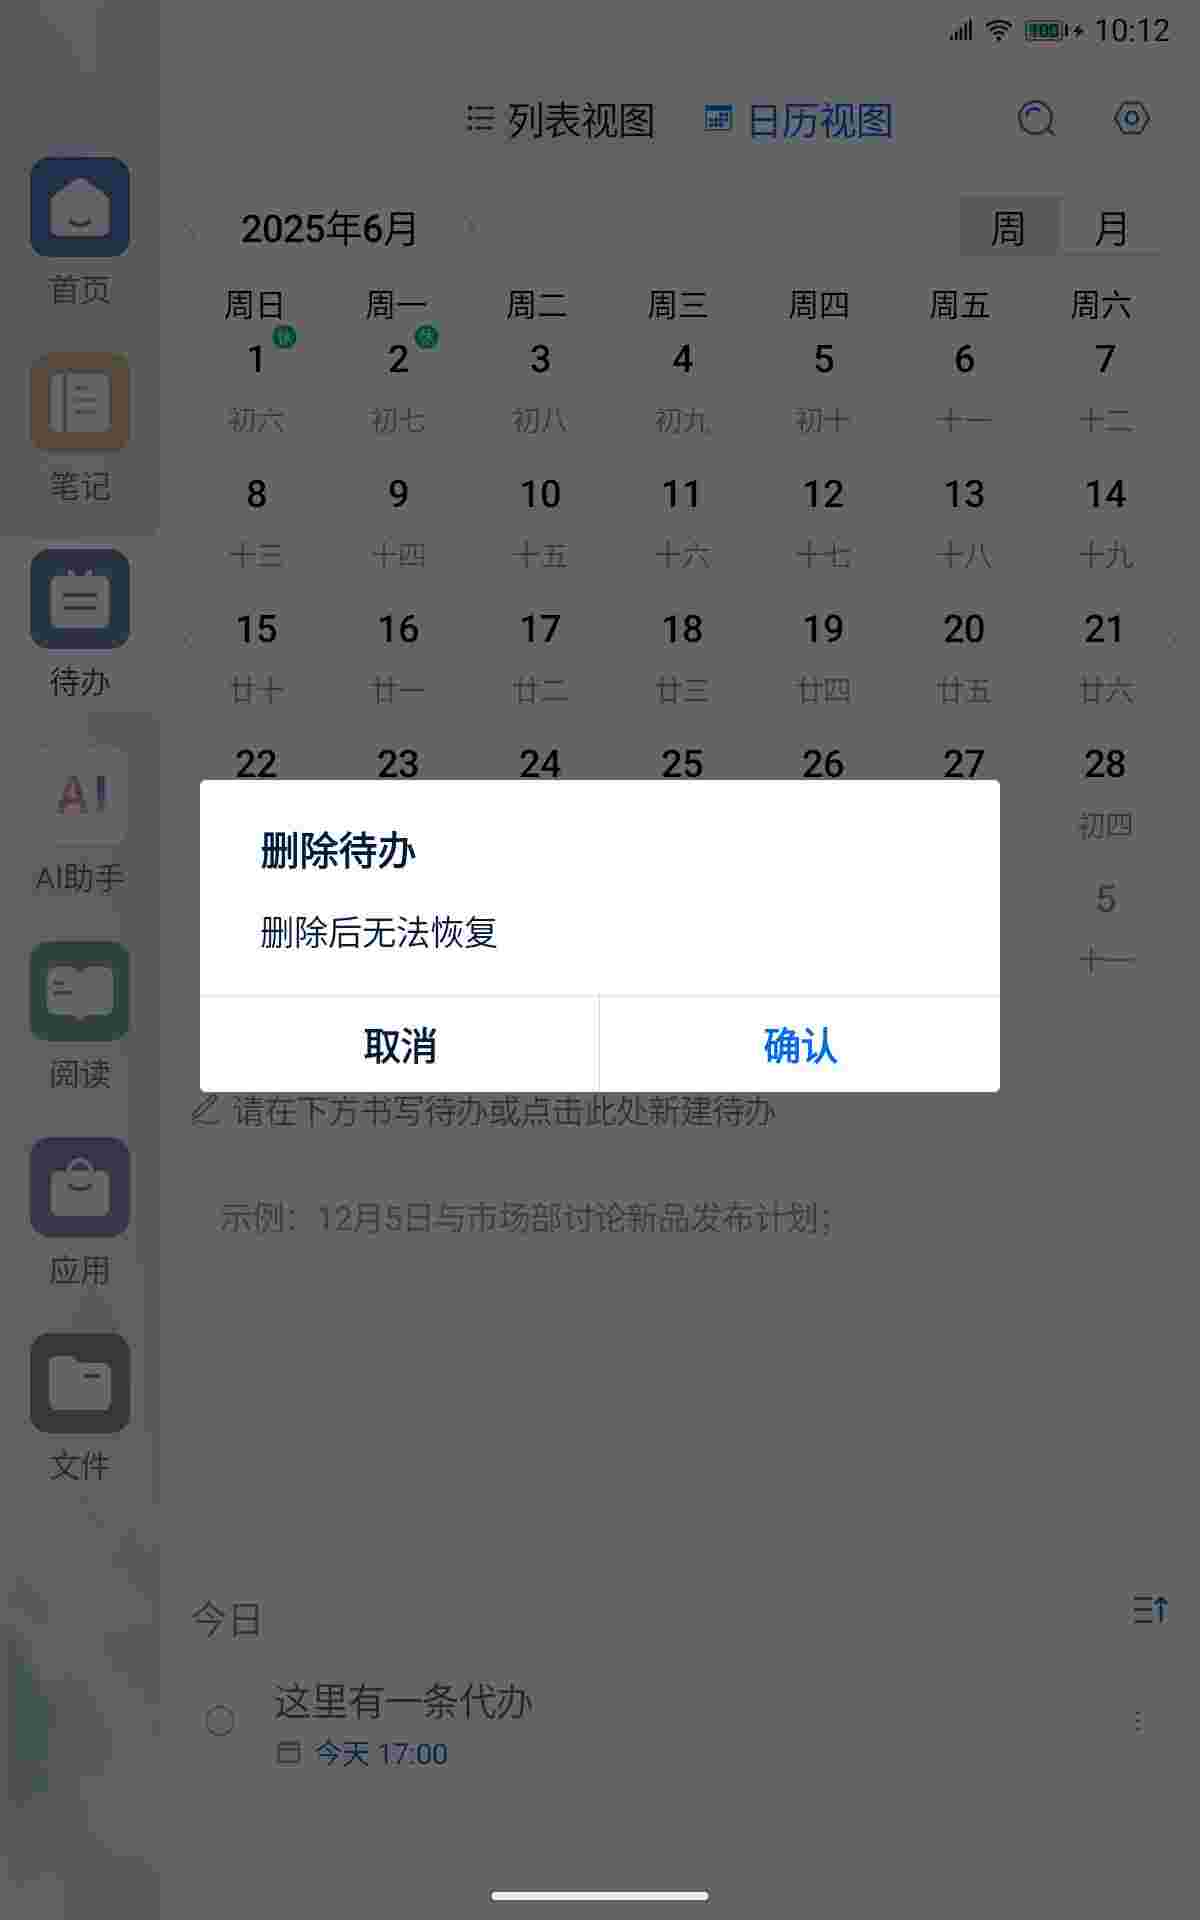 100 10:12
列表视图 日历视图
2025年6月 周 月
周日 周一 周二 周三 周四 周五 周六
1 休 2 休 3 4 5 6 7
初六 初七 初八 初九 初十 十一 十二
8 9 10 11 12 13 14
十三 十四 十五 十六 十七 十八 十九
15 16 17 18 19 20 21
廿十 廿一 廿二 廿三 廿四 廿五 廿六
22 23 24 25 26 27 28
初四
5
十一
删除待办
删除后无法恢复
取消 确认
请在下方书写待办或点击此处新建待办
示例：12月5日与市场部讨论新品发布计划；
今日
这里有一条代办
今天 17:00
首页
笔记
待办
AI
AI助手
阅读
应用
文件